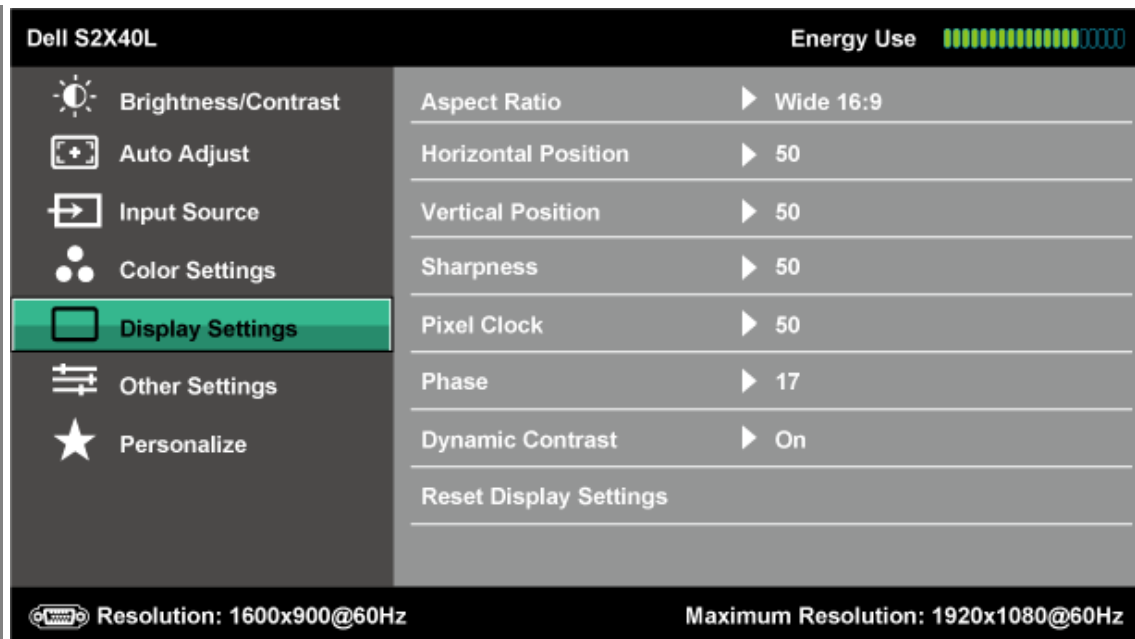 Dell S2X40L Energy Use
Brightness/Contrast
Auto Adjust
Input Source
Color Settings
Display Settings
Other Settings
Personalize
Aspect Ratio Wide 16:9
Horizontal Position 50
Vertical Position 50
Sharpness 50
Pixel Clock 50
Phase 17
Dynamic Contrast On
Reset Display Settings
Resolution: 1600x900@60Hz Maximum Resolution: 1920x1080@60Hz